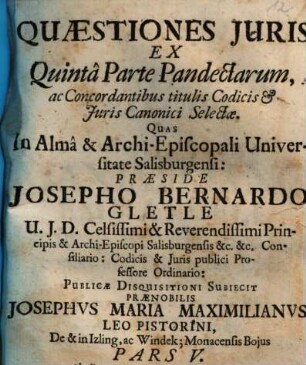 QUÆSTIONES JURIS
EX
Quintâ Parte Pandectarum,
ac Concordantibus titulis Codicis &
Juris Canonici Selectæ.
QUAS
In Almâ & Archi-Episcopali Univer-
sitate Salisburgensi:
PRÆSIDE
JOSEPHO BERNARDO
GLETLE
U. J. D. Celsissimi & Reverendissimi Prin-
cipis & Archi-Episcopi Salisburgensis &c. &c. Con-
siliario: Codicis & Juris publici Pro-
fessore Ordinario:
PUBLICÆ DISQUISITIONI SUBIECIT
PRÆNOBILIS
JOSEPHVS MARIA MAXIMILIANUS
LEO PISTORINI,
De & in Izling, ac Windek; Monacensis Bojus
PARS V.